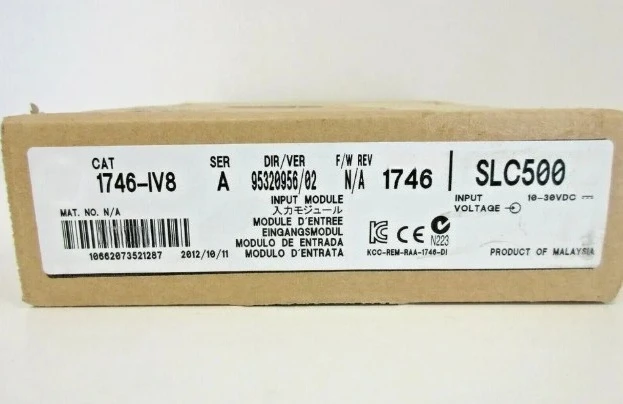 CAT SER DIR/VER F/W REV
1746-IV8 A 95320956/02 N/A 1746 SLC500
INPUT MODULE INPUT 10-30VDC
MAT. NO. N/A 入力モジュール VOLTAGE
MODULE D'ENTREE
EINGANGSMODUL
MODULO DE ENTRADA
MODULO D'ENTRATA
KC CE C N223
10662073521287 2012/10/11 KCC-REM-RAA-1746-DI PRODUCT OF MALAYSIA